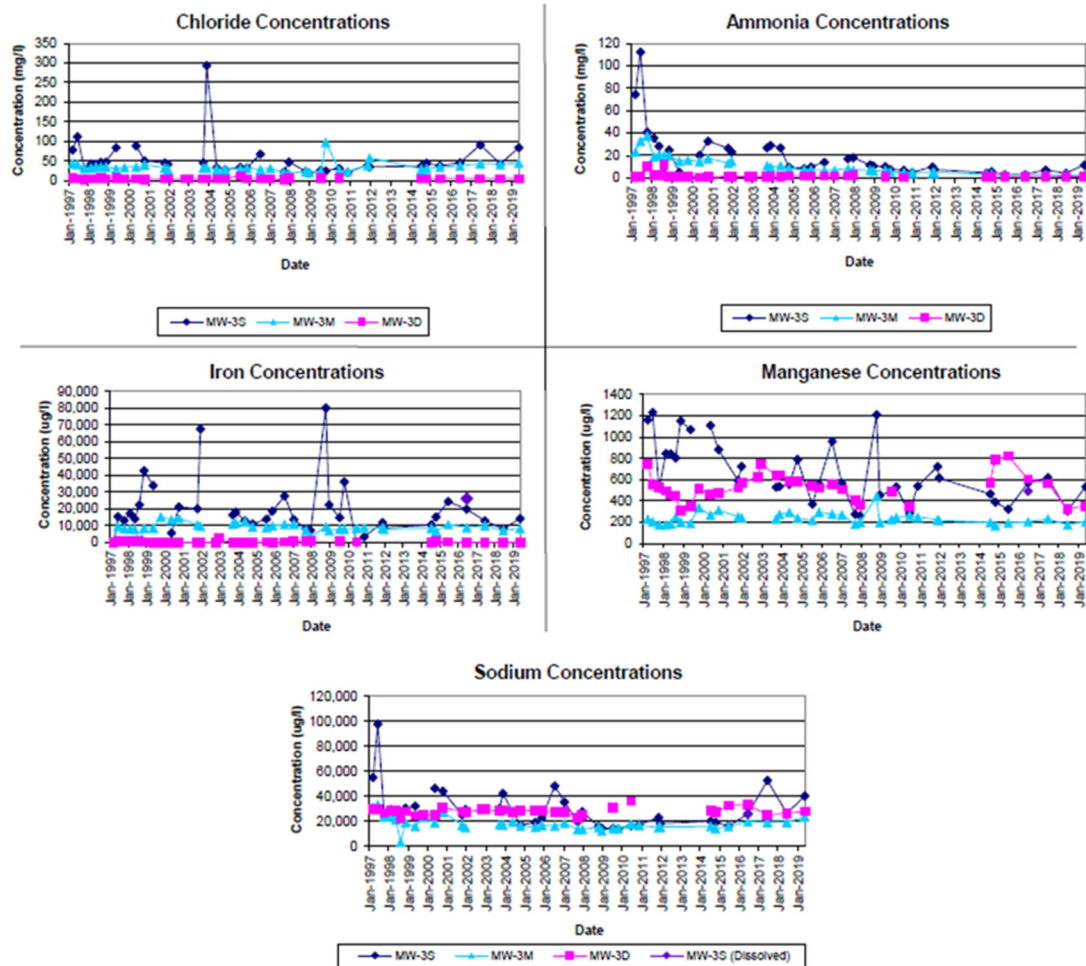 Chloride Concentrations
Concentration (mg/l)
350
300
250
200
150
100
50
0
Jan-1997
Jan-1998
Jan-1999
Jan-2000
Jan-2001
Jan-2002
Jan-2003
Jan-2004
Jan-2005
Jan-2006
Jan-2007
Jan-2008
Jan-2009
Jan-2010
Jan-2011
Jan-2012
Jan-2013
Jan-2014
Jan-2015
Jan-2016
Jan-2017
Jan-2018
Jan-2019
Date
MW-3S MW-3M MW-3D
Ammonia Concentrations
Concentration (mg/l)
120
100
80
60
40
20
0
Jan-1997
Jan-1998
Jan-1999
Jan-2000
Jan-2001
Jan-2002
Jan-2003
Jan-2004
Jan-2005
Jan-2006
Jan-2007
Jan-2008
Jan-2009
Jan-2010
Jan-2011
Jan-2012
Jan-2013
Jan-2014
Jan-2015
Jan-2016
Jan-2017
Jan-2018
Jan-2019
Date
MW-3S MW-3M MW-3D
Iron Concentrations
Concentration (ug/l)
90,000
80,000
70,000
60,000
50,000
40,000
30,000
20,000
10,000
0
Jan-1997
Jan-1998
Jan-1999
Jan-2000
Jan-2001
Jan-2002
Jan-2003
Jan-2004
Jan-2005
Jan-2006
Jan-2007
Jan-2008
Jan-2009
Jan-2010
Jan-2011
Jan-2012
Jan-2013
Jan-2014
Jan-2015
Jan-2016
Jan-2017
Jan-2018
Jan-2019
Date
Manganese Concentrations
Concentration (ug/l)
1400
1200
1000
800
600
400
200
0
Jan-1997
Jan-1998
Jan-1999
Jan-2000
Jan-2001
Jan-2002
Jan-2003
Jan-2004
Jan-2005
Jan-2006
Jan-2007
Jan-2008
Jan-2009
Jan-2010
Jan-2011
Jan-2012
Jan-2013
Jan-2014
Jan-2015
Jan-2016
Jan-2017
Jan-2018
Jan-2019
Date
Sodium Concentrations
Concentration (ug/l)
120,000
100,000
80,000
60,000
40,000
20,000
0
Jan-1997
Jan-1998
Jan-1999
Jan-2000
Jan-2001
Jan-2002
Jan-2003
Jan-2004
Jan-2005
Jan-2006
Jan-2007
Jan-2008
Jan-2009
Jan-2010
Jan-2011
Jan-2012
Jan-2013
Jan-2014
Jan-2015
Jan-2016
Jan-2017
Jan-2018
Jan-2019
Date
MW-3S MW-3M MW-3D MW-3S (Dissolved)